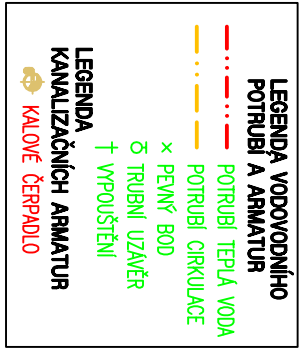 LEGENDA VODOVODNÍHO
POTRUBÍ A ARMATUR
POTRUBÍ TEPLÁ VODA
POTRUBÍ CIRKULACE
PEVNÝ BOD
TRUBNÍ UZÁVĚR
VYPOUŠTĚNÍ
LEGENDA
KANALIZAČNÍCH ARMATUR
KALOVÉ ČERPADLO